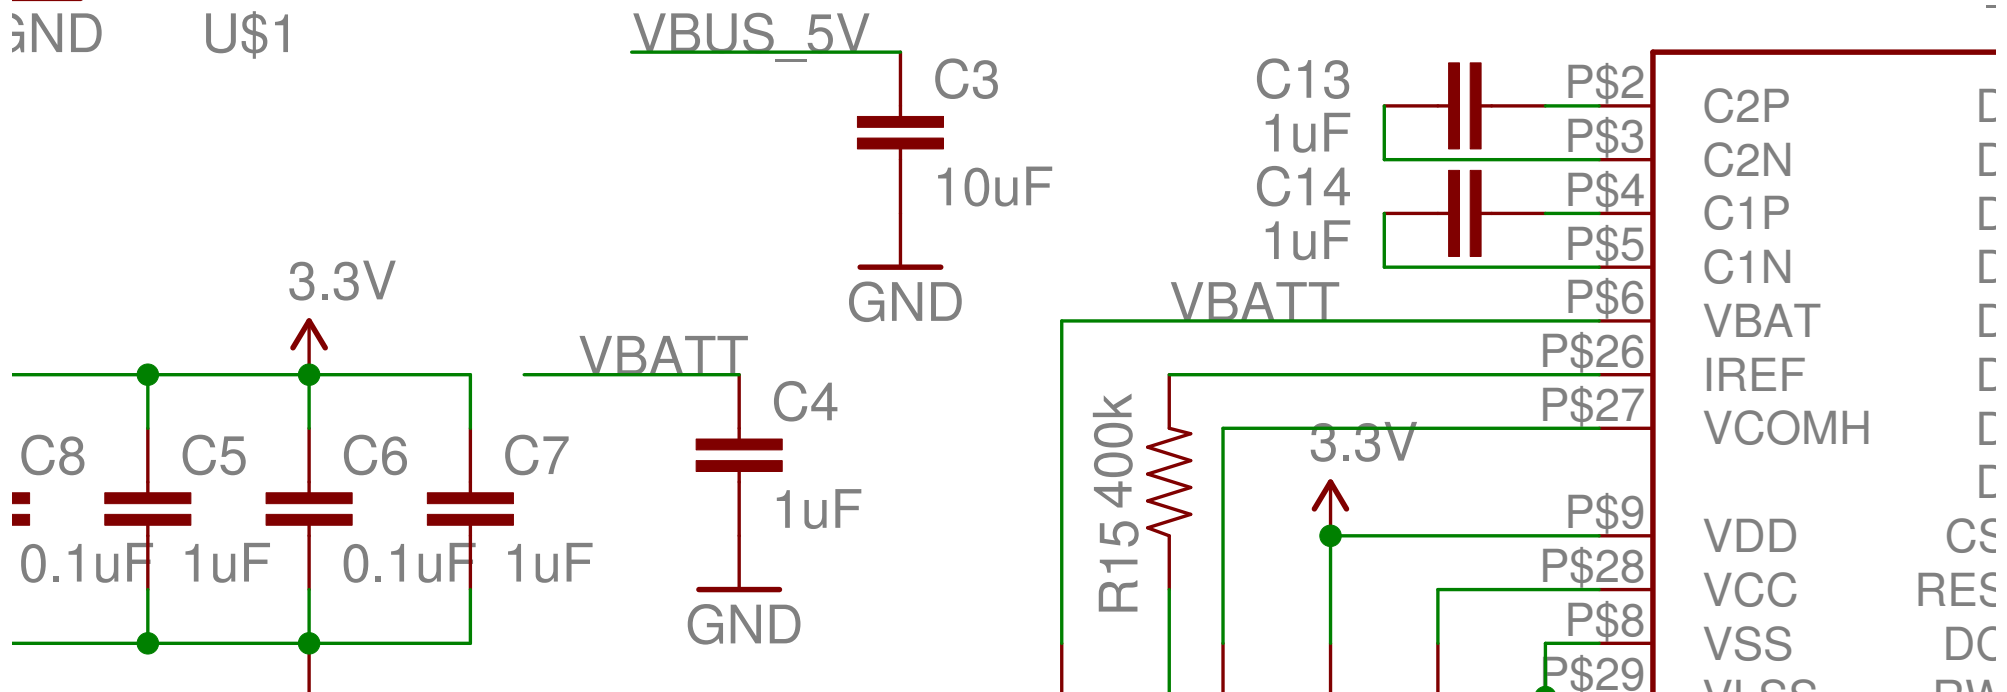 GND
U$1
VBUS_5V
C3
10uF
GND
3.3V
VBATT
C4
1uF
GND
C8
0.1uF
C5
1uF
C6
0.1uF
C7
1uF
C13
1uF
C14
1uF
VBATT
R15
400k
3.3V
P$2
C2P
P$3
C2N
P$4
C1P
P$5
C1N
P$6
VBAT
P$26
IREF
P$27
VCOMH
P$9
VDD
CS
P$28
VCC
RES
P$8
VSS
P$29